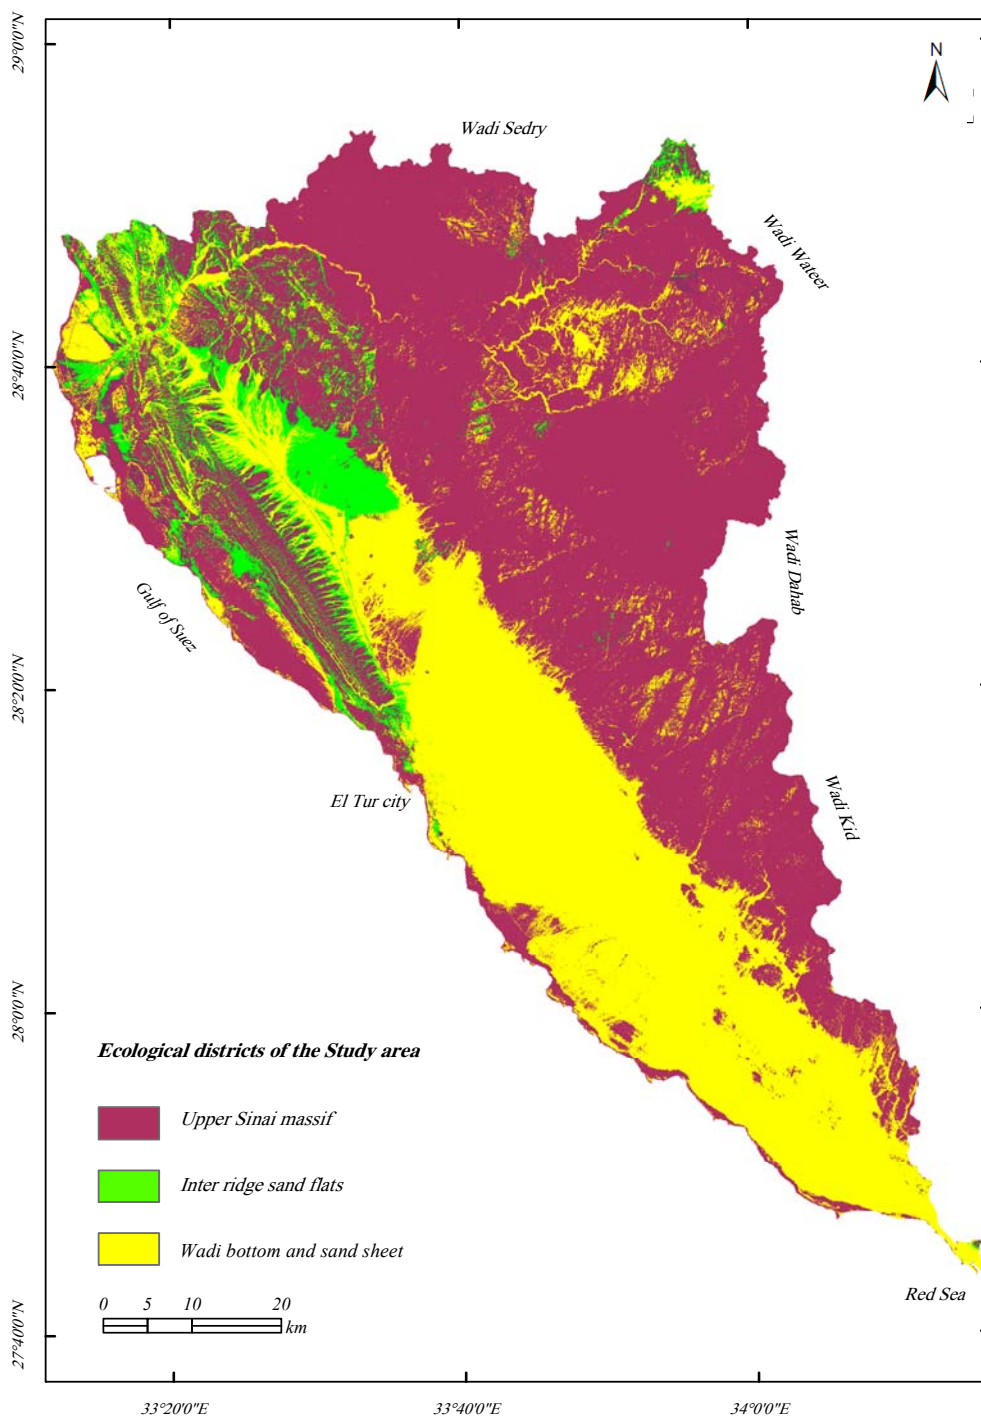 N
29°0'0"N
28°40'0"N
28°20'0"N
28°0'0"N
27°40'0"N
Wadi Sedry
Wadi Wateer
Wadi Dahab
Gulf of Suez
El Tur city
Wadi Kid
Ecological districts of the Study area
Upper Sinai massif
Inter ridge sand flats
Wadi bottom and sand sheet
0 5 10 20
km
Red Sea
33°20'0"E 33°40'0"E 34°0'0"E